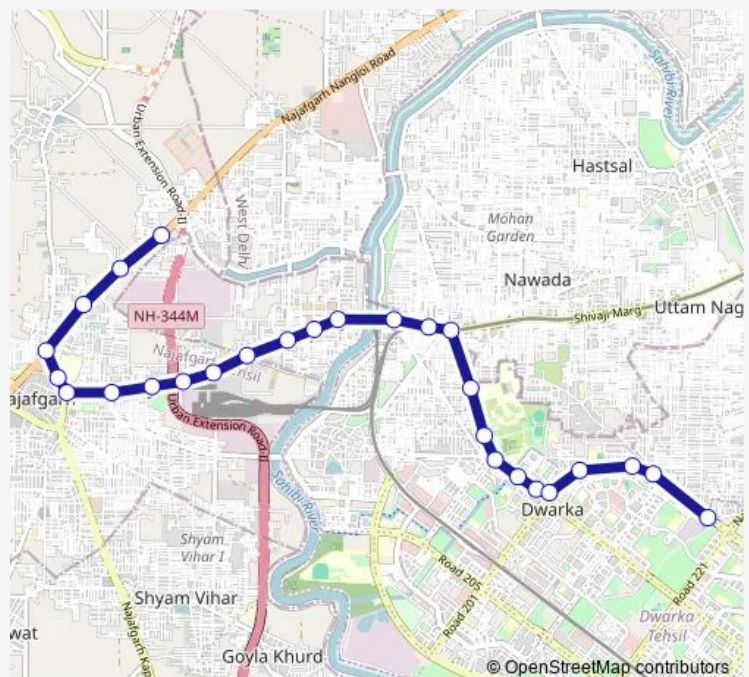 Najafgarh Nangloi Road
Sahibi River
Urban Extension Road-II
Hastsal
West Delhi
Mohan
Garden
Nawada
NH-344M
Shivaji Marg
Uttam Nag
Najafgarh
ajafgar
Urban Extension Road-II
Sahibi River
Dwarka
Shyam
Vihar I
Road 205
Road 201
Road 221
Shyam Vihar
Najafgarh Kap
Dwarka
Tehsil
wat
Goyla Khurd
© OpenStreetMap contributors